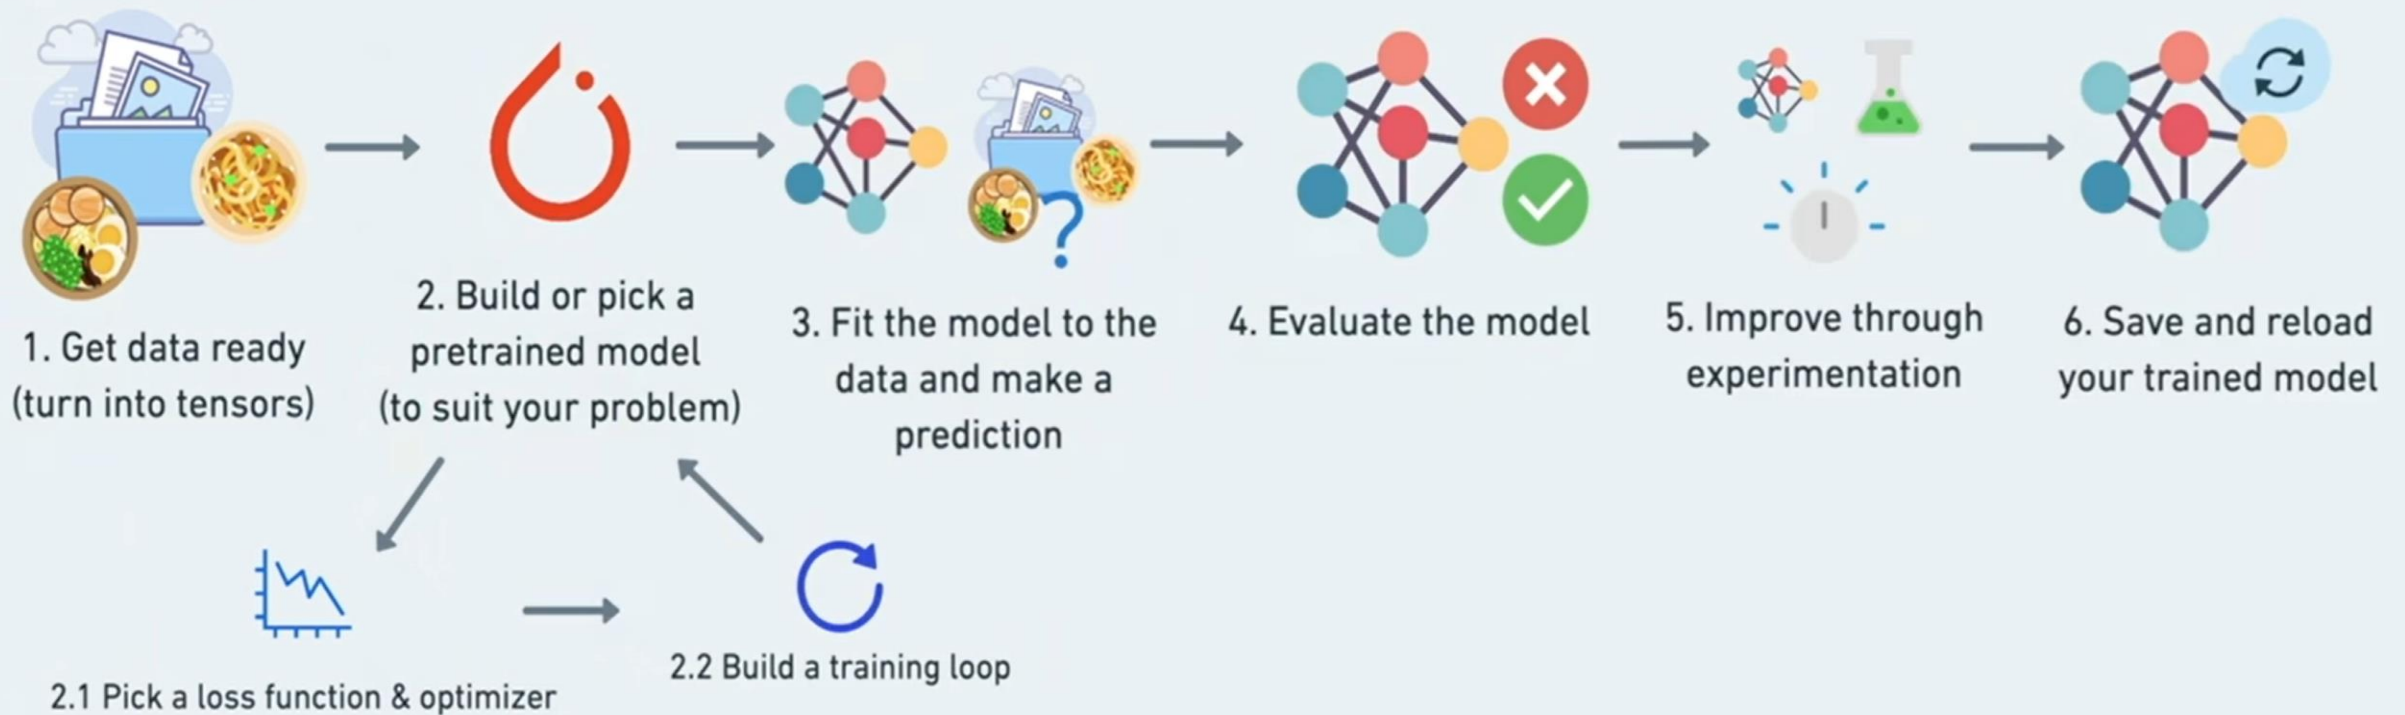 1. Get data ready
(turn into tensors)
2. Build or pick a
pretrained model
(to suit your problem)
3. Fit the model to the
data and make a
prediction
4. Evaluate the model
5. Improve through
experimentation
6. Save and reload
your trained model
2.1 Pick a loss function & optimizer
2.2 Build a training loop